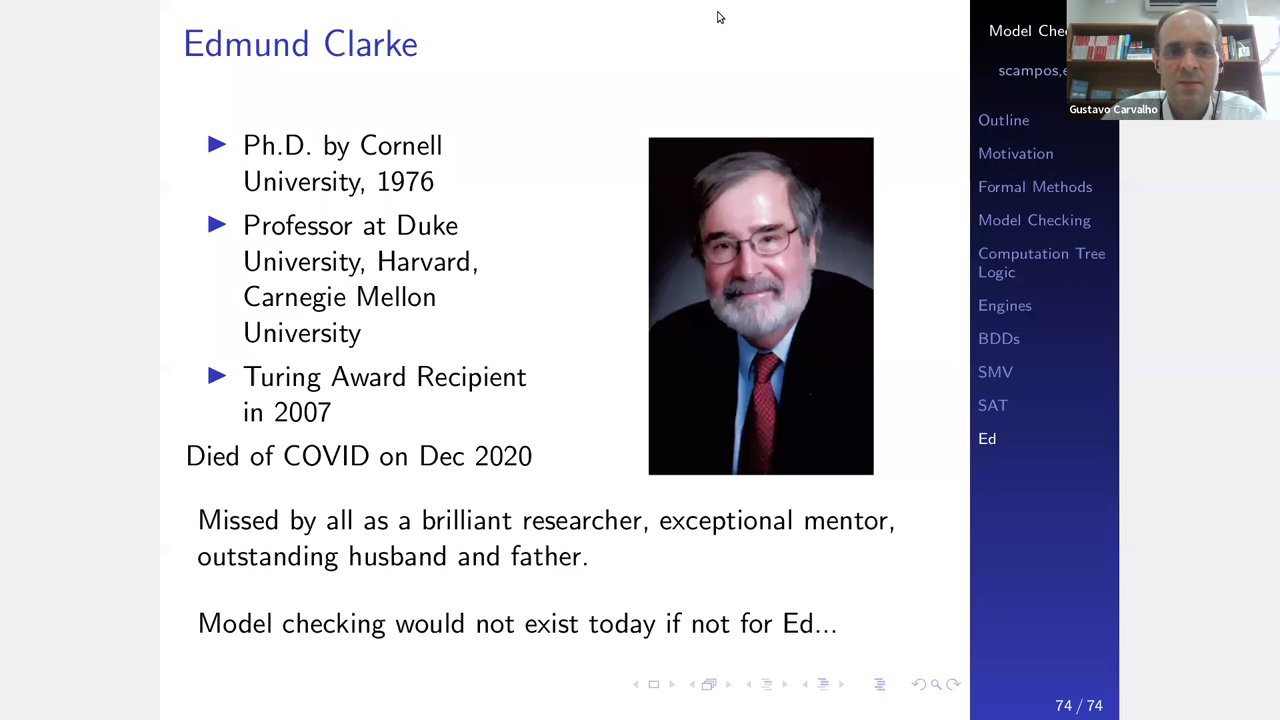 Edmund Clarke
Ph.D. by Cornell
University, 1976
Professor at Duke
University, Harvard,
Carnegie Mellon
University
Turing Award Recipient
in 2007
Died of COVID on Dec 2020
Missed by all as a brilliant researcher, exceptional mentor,
outstanding husband and father.
Model checking would not exist today if not for Ed...
Model
scampos,e
Gustavo Carvalho
Outline
Motivation
Formal Methods
Model Checking
Computation Tree
Logic
Engines
BDDs
SMV
SAT
Ed
74 / 74